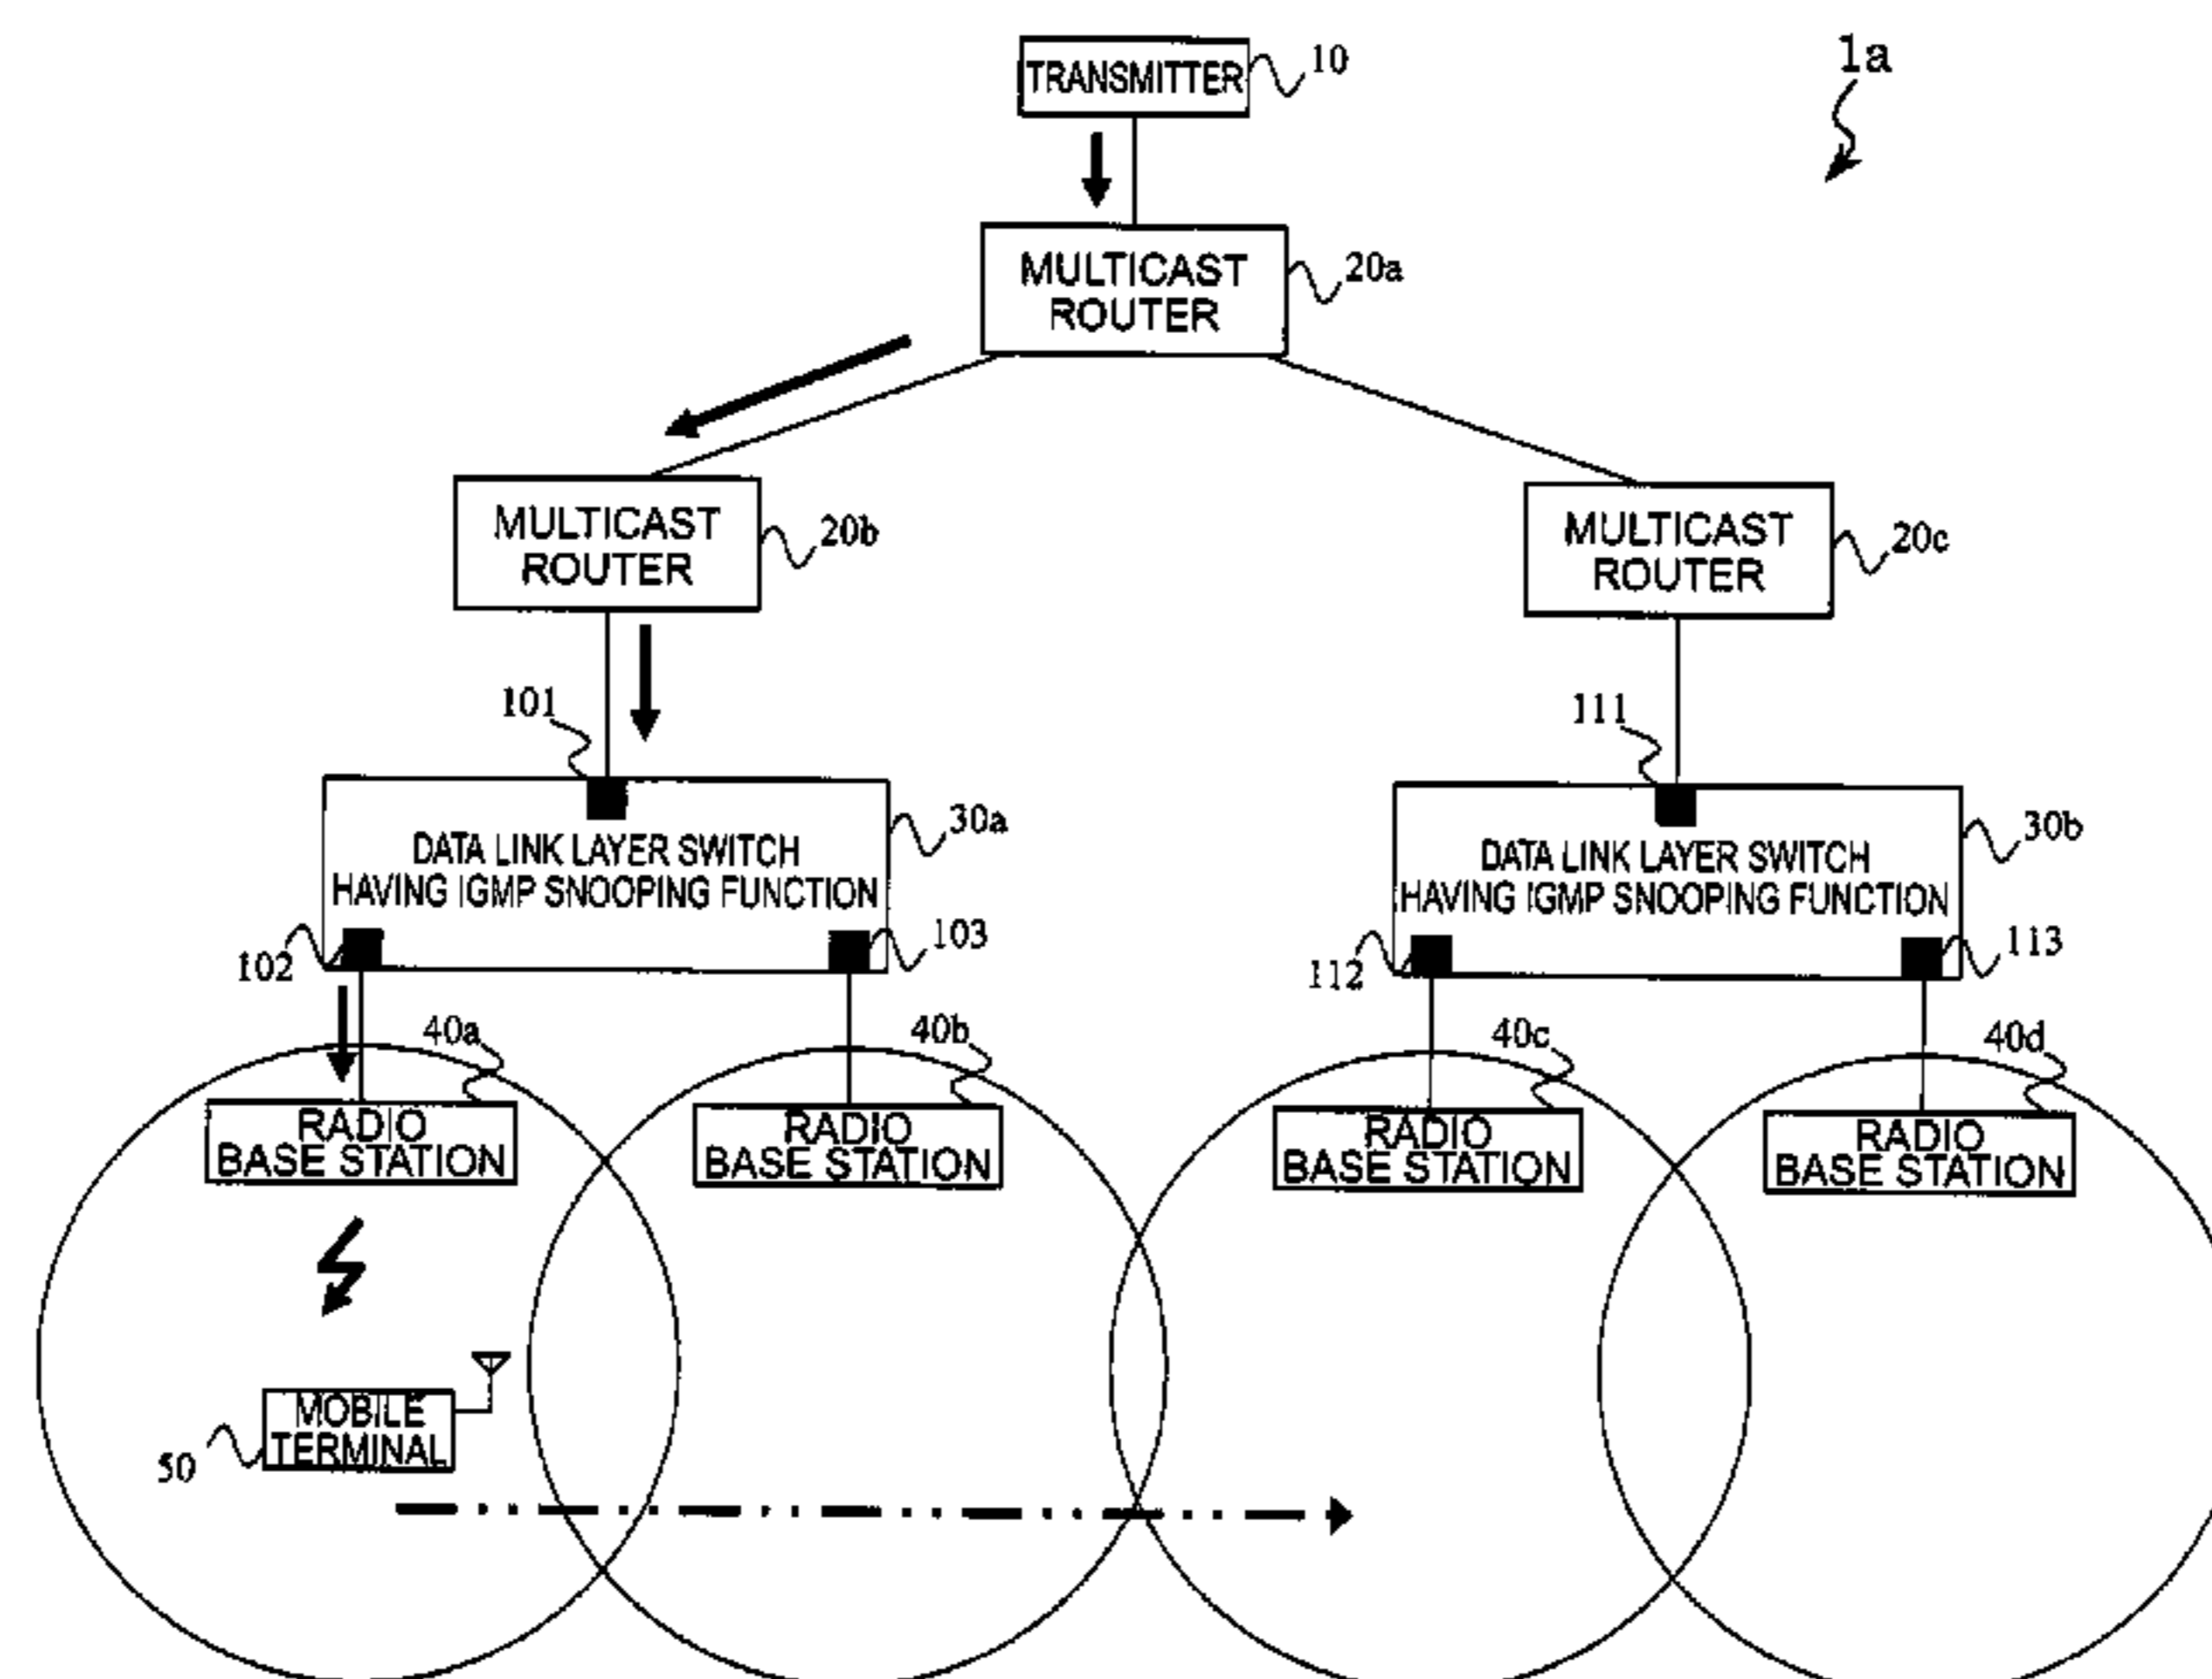 TRANSMITTER
10
1a
MULTICAST
ROUTER
20a
MULTICAST
ROUTER
20b
MULTICAST
ROUTER
20c
101
111
DATA LINK LAYER SWITCH
HAVING IGMP SNOOPING FUNCTION
30a
DATA LINK LAYER SWITCH
HAVING IGMP SNOOPING FUNCTION
30b
102
103
112
113
40a
40b
40c
40d
RADIO
BASE STATION
RADIO
BASE STATION
RADIO
BASE STATION
RADIO
BASE STATION
MOBILE
TERMINAL
50